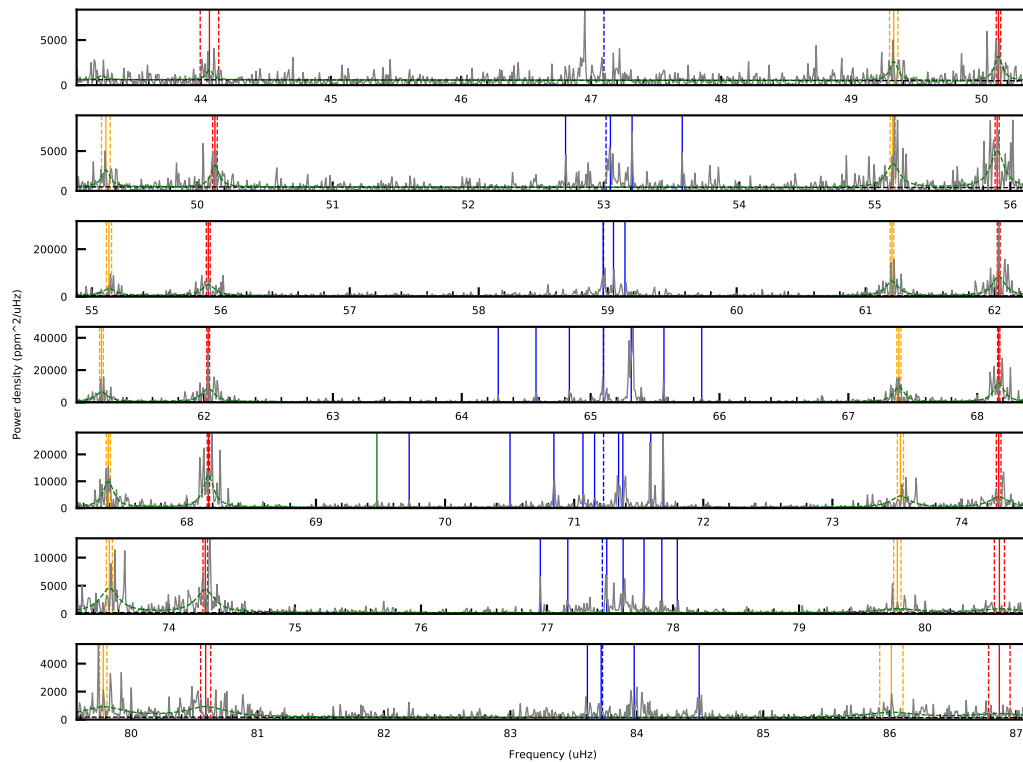 5000
0
44 45 46 47 48 49 50
5000
0
50 51 52 53 54 55 56
20000
0
55 56 57 58 59 60 61 62
40000
20000
0
62 63 64 65 66 67 68
Power density (ppm^2/uHz)
20000
10000
0
68 69 70 71 72 73 74
10000
5000
0
74 75 76 77 78 79 80
4000
2000
0
80 81 82 83 84 85 86 87
Frequency (uHz)